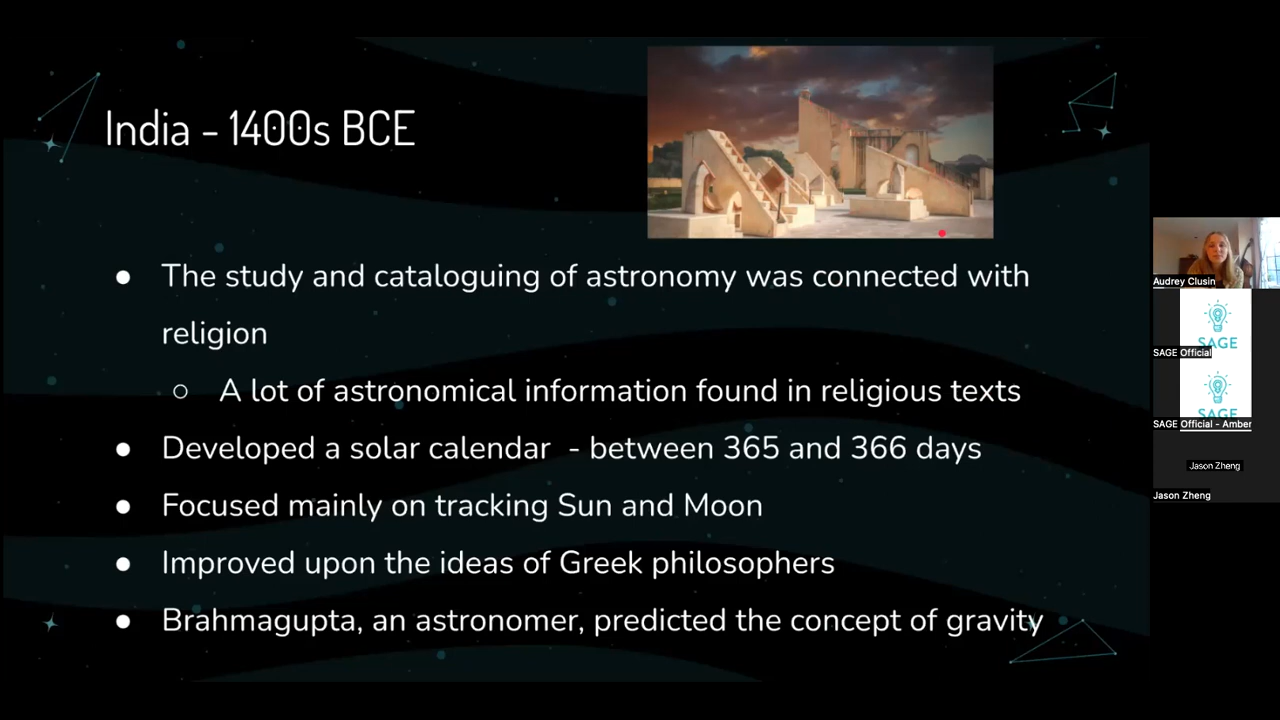 India - 1400s BCE
● The study and cataloguing of astronomy was connected with
religion
○ A lot of astronomical information found in religious texts
● Developed a solar calendar - between 365 and 366 days
● Focused mainly on tracking Sun and Moon
● Improved upon the ideas of Greek philosophers
● Brahmagupta, an astronomer, predicted the concept of gravity
Audrey Clusin
SAGE
SAGE Official
SAGE
SAGE Official - Amber
Jason Zheng
Jason Zheng